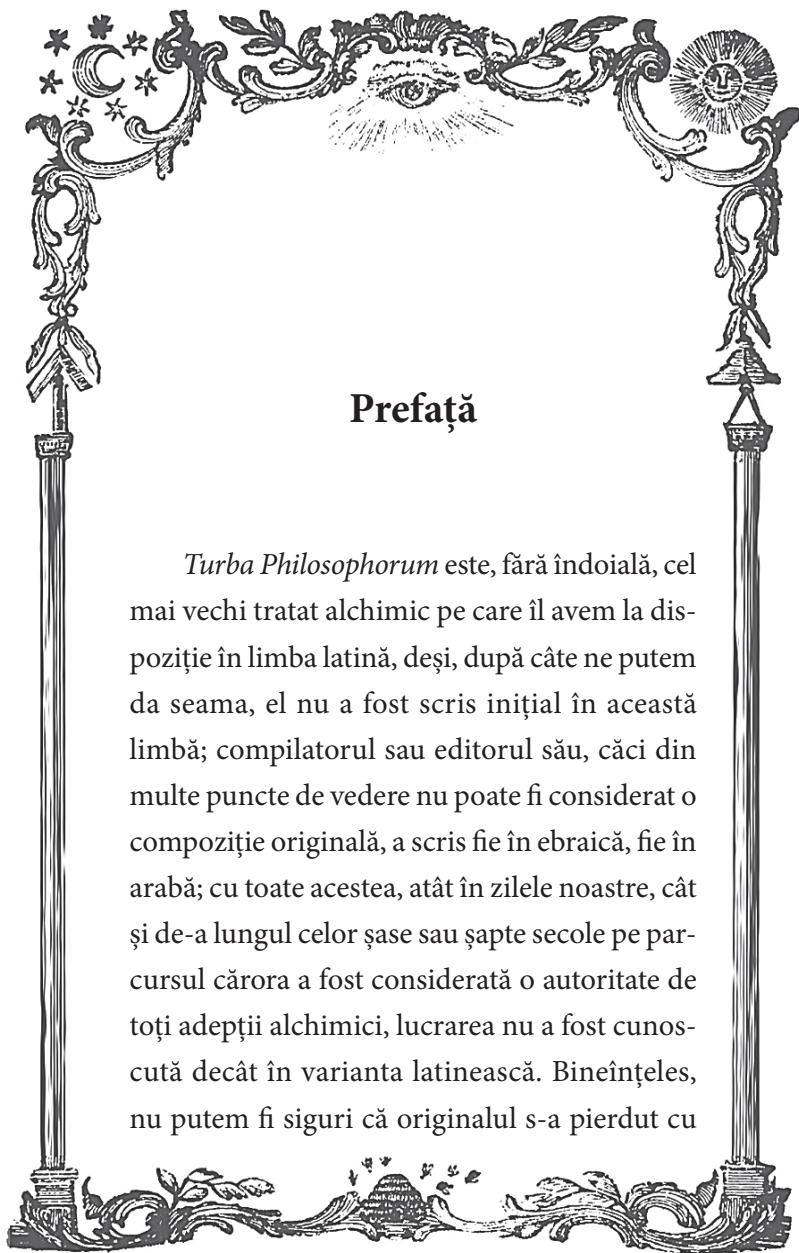 Prefață
Turba Philosophorum este, fără îndoială, cel
mai vechi tratat alchimic pe care îl avem la dis-
poziție în limba latină, deși, după câte ne putem
da seama, el nu a fost scris inițial în această
limbă; compilatorul sau editorul său, căci din
multe puncte de vedere nu poate fi considerat o
compoziție originală, a scris fie în ebraică, fie în
arabă; cu toate acestea, atât în zilele noastre, cât
și de-a lungul celor șase sau șapte secole pe par-
cursul cărora a fost considerată o autoritate de
toți adepții alchimici, lucrarea nu a fost cunos-
cută decât în varianta latinească. Bineînțeles,
nu putem fi siguri că originalul s-a pierdut cu